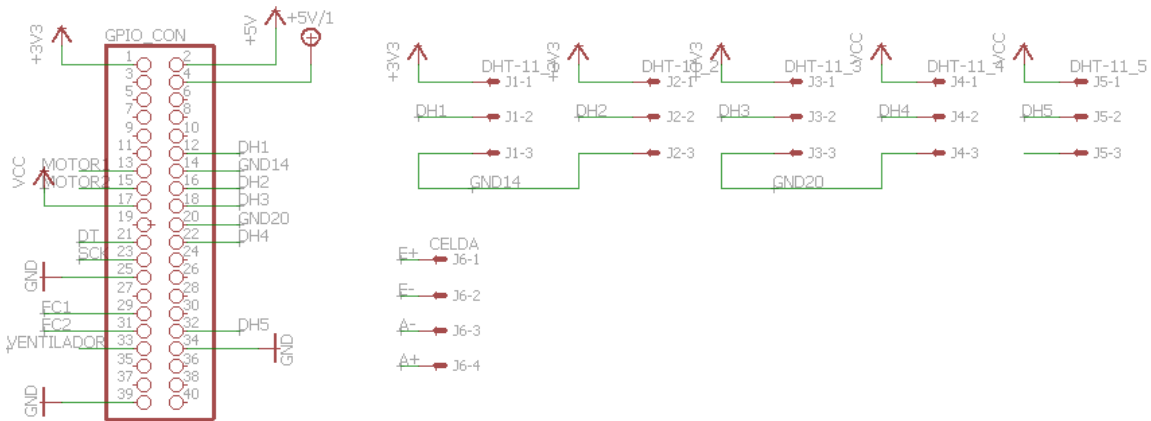 +3V3
GPIO_CON
+5V
+5V/1
1 2
3 4
5 6
7 8
9 10
11 12 DH1
MOTOR1 13 14 GND14
VCC
MOTOR2 15 16 DH2
17 18 DH3
19 20 GND20
DT 21 22 DH4
SCK 23 24
GND 25 26
27 28
29 30
31 32 DH5
VENTILADOR 33 34 GND
35 36
37 38
GND 39 40
+3V3
DHT-11_
J1-1
DH1 J1-2
J1-3
GND14
+3V3
J2-1
DH2 J2-2
J2-3
+3V3
DHT-11_3
J3-1
DH3 J3-2
J3-3
GND20
VCC
DHT-11_4
J4-1
DH4 J4-2
J4-3
VCC
DHT-11_5
J5-1
DH5 J5-2
J5-3
CELDA
E+ J6-1
E- J6-2
A- J6-3
A+ J6-4